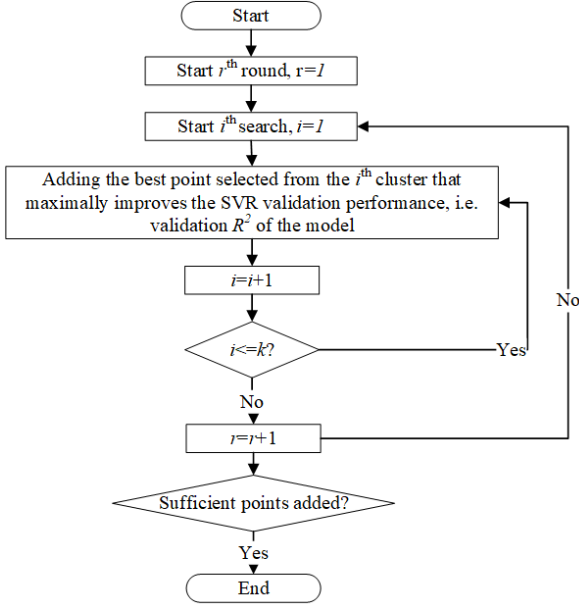 Start
Start rᵗʰ round, r=1
Start iᵗʰ search, i=1
Adding the best point selected from the iᵗʰ cluster that
maximally improves the SVR validation performance, i.e.
validation R² of the model
i=i+1
i<=k?
Yes
No
No
r=r+1
Sufficient points added?
Yes
End